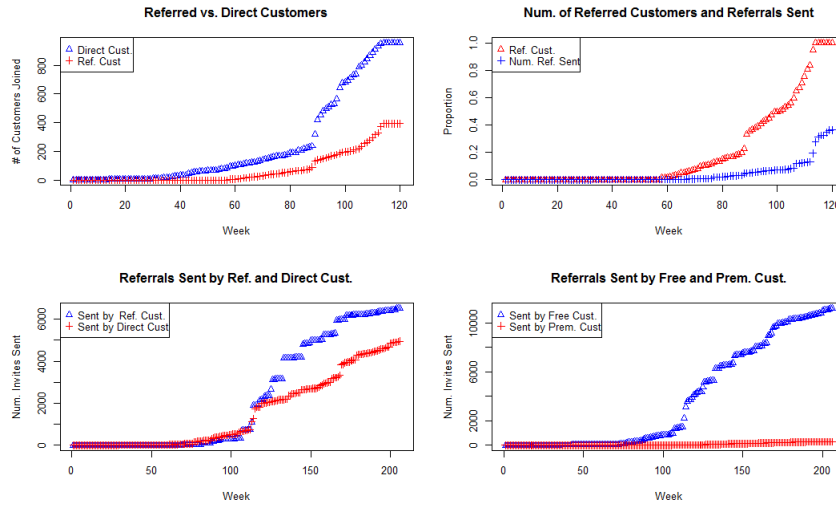 Referred vs. Direct Customers
Direct Cust.
Ref. Cust
# of Customers Joined
0 200 400 600 800
0 20 40 60 80 100 120
Week
Num. of Referred Customers and Referrals Sent
Ref. Cust.
Num. Ref. Sent
Proportion
0.0 0.2 0.4 0.6 0.8 1.0
0 20 40 60 80 100 120
Week
Referrals Sent by Ref. and Direct Cust.
Sent by Ref. Cust.
Sent by Direct Cust
Num. Invites Sent
0 2000 4000 6000
0 50 100 150 200
Week
Referrals Sent by Free and Prem. Cust.
Sent by Free Cust.
Sent by Prem. Cust
Num. Invites Sent
0 2000 6000 10000
0 50 100 150 200
Week